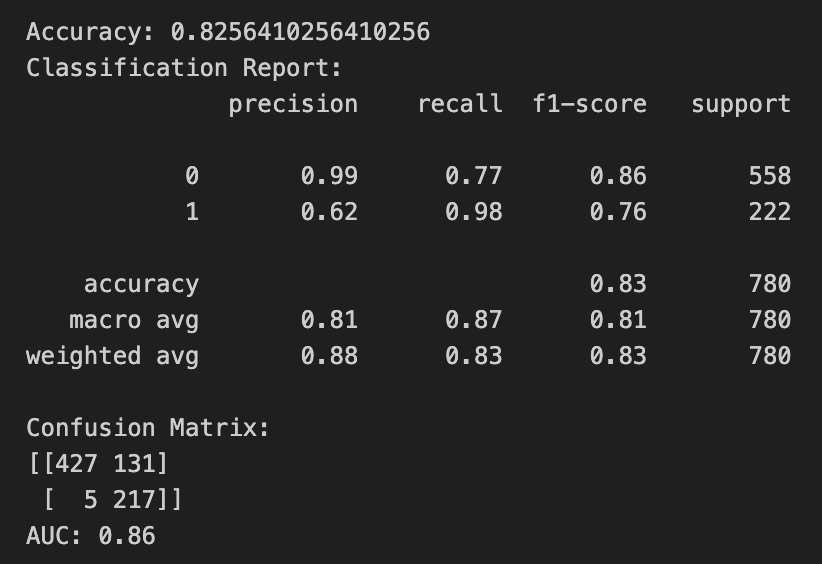 Accuracy: 0.8256410256410256
Classification Report:
              precision    recall  f1-score   support

           0       0.99      0.77      0.86       558
           1       0.62      0.98      0.76       222

    accuracy                           0.83       780
   macro avg       0.81      0.87      0.81       780
weighted avg       0.88      0.83      0.83       780

Confusion Matrix:
[[427 131]
 [  5 217]]
AUC: 0.86